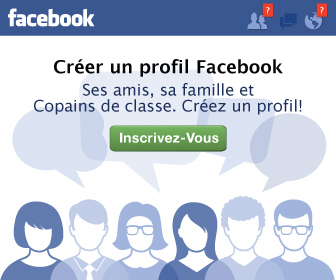 facebook
?
?
Créer un profil Facebook
Ses amis, sa famille et
Copains de classe. Créez un profil!
Inscrivez-Vous